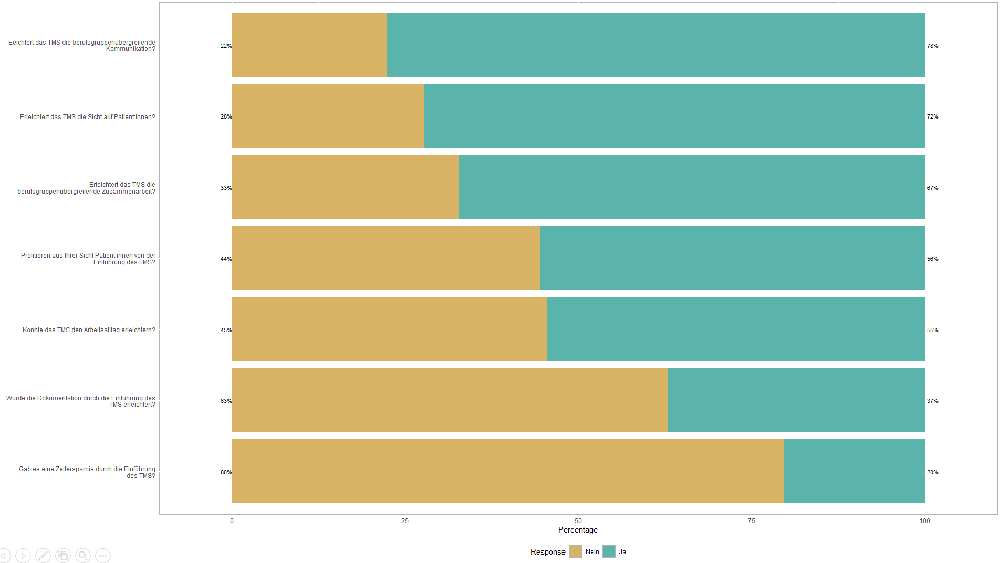 Eeichtert das TMS die berufsgruppenübergreifende
Kommunikation?
22%
78%
Erleichtert das TMS die Sicht auf Patient:innen?
28%
72%
Erleichtert das TMS die
berufsgruppenübergreifende Zusammenarbeit?
33%
67%
Profitieren aus Ihrer Sicht Patient:innen von der
Einführung des TMS?
44%
56%
Konnte das TMS den Arbeitsalltag erleichtern?
45%
55%
Wurde die Dokumentation durch die Einführung des
TMS erleichtert?
63%
37%
Gab es eine Zeitersparnis durch die Einführung
des TMS?
80%
20%
0 25 50 75 100
Percentage
Response Nein Ja